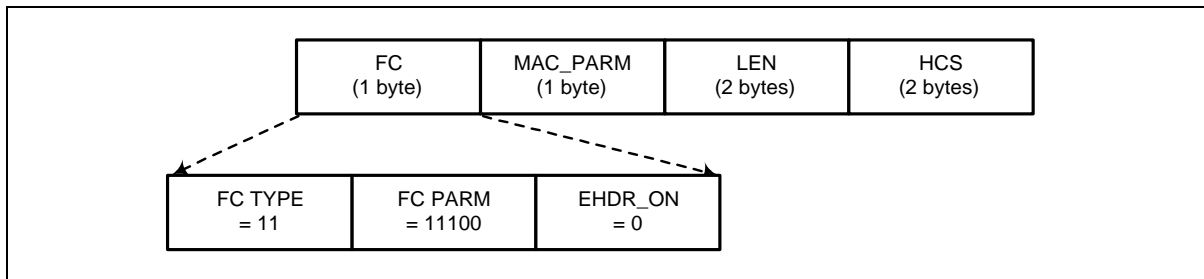 FC
(1 byte)
MAC_PARM
(1 byte)
LEN
(2 bytes)
HCS
(2 bytes)
FC TYPE
= 11
FC PARM
= 11100
EHDR_ON
= 0